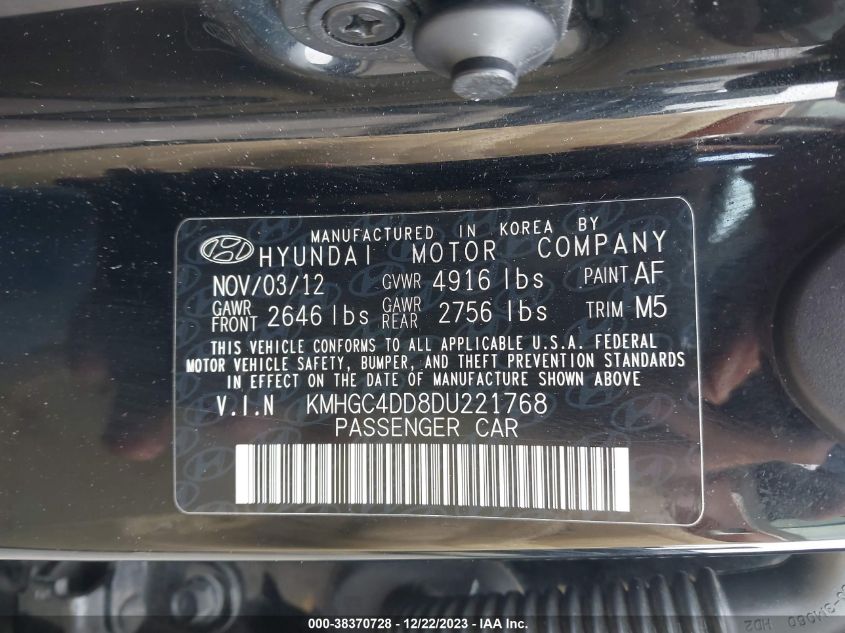 MANUFACTURED IN KOREA BY
HYUNDAI MOTOR COMPANY
NOV/03/12 GVWR 4916 lbs PAINT AF
GAWR FRONT 2646 lbs GAWR REAR 2756 lbs TRIM M5
THIS VEHICLE CONFORMS TO ALL APPLICABLE U.S.A. FEDERAL
MOTOR VEHICLE SAFETY, BUMPER, AND THEFT PREVENTION STANDARDS
IN EFFECT ON THE DATE OF MANUFACTURE SHOWN ABOVE.
V.I.N KMHGC4DD8DU221768
PASSENGER CAR
HD2
000-38370728 - 12/22/2023 - IAA Inc.